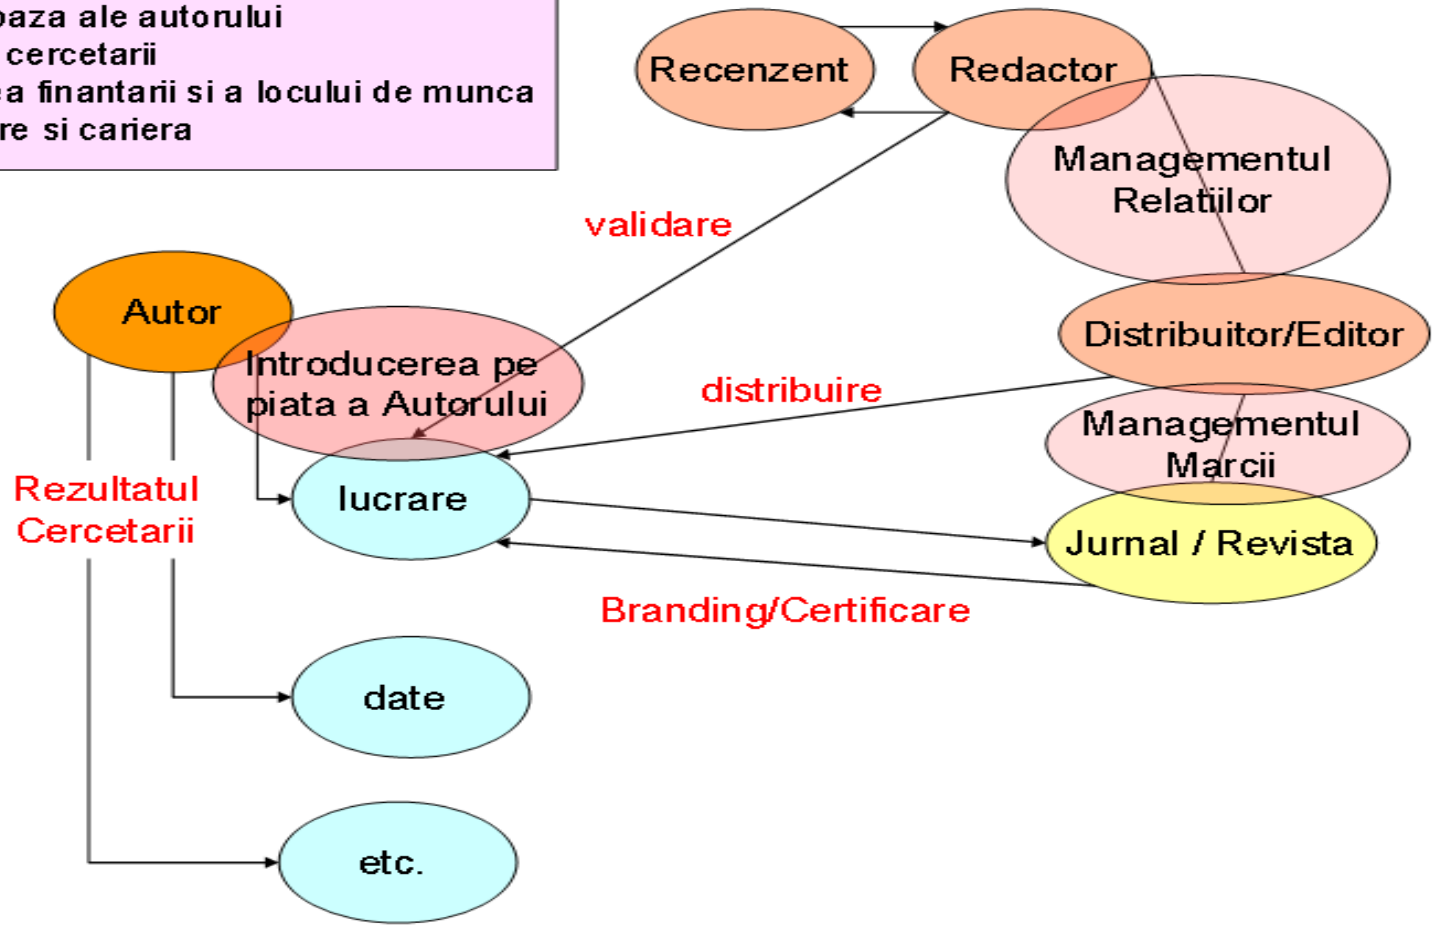 baza ale autorului
cercetarii
a finantarii si a locului de munca
re si cariera
Recenzent
Redactor
Managementul
Relatiilor
validare
Autor
Introducerea pe
piata a Autorului
Distribuitor/Editor
distribuire
Managementul
Marcii
Rezultatul
Cercetarii
lucrare
Jurnal / Revista
Branding/Certificare
date
etc.